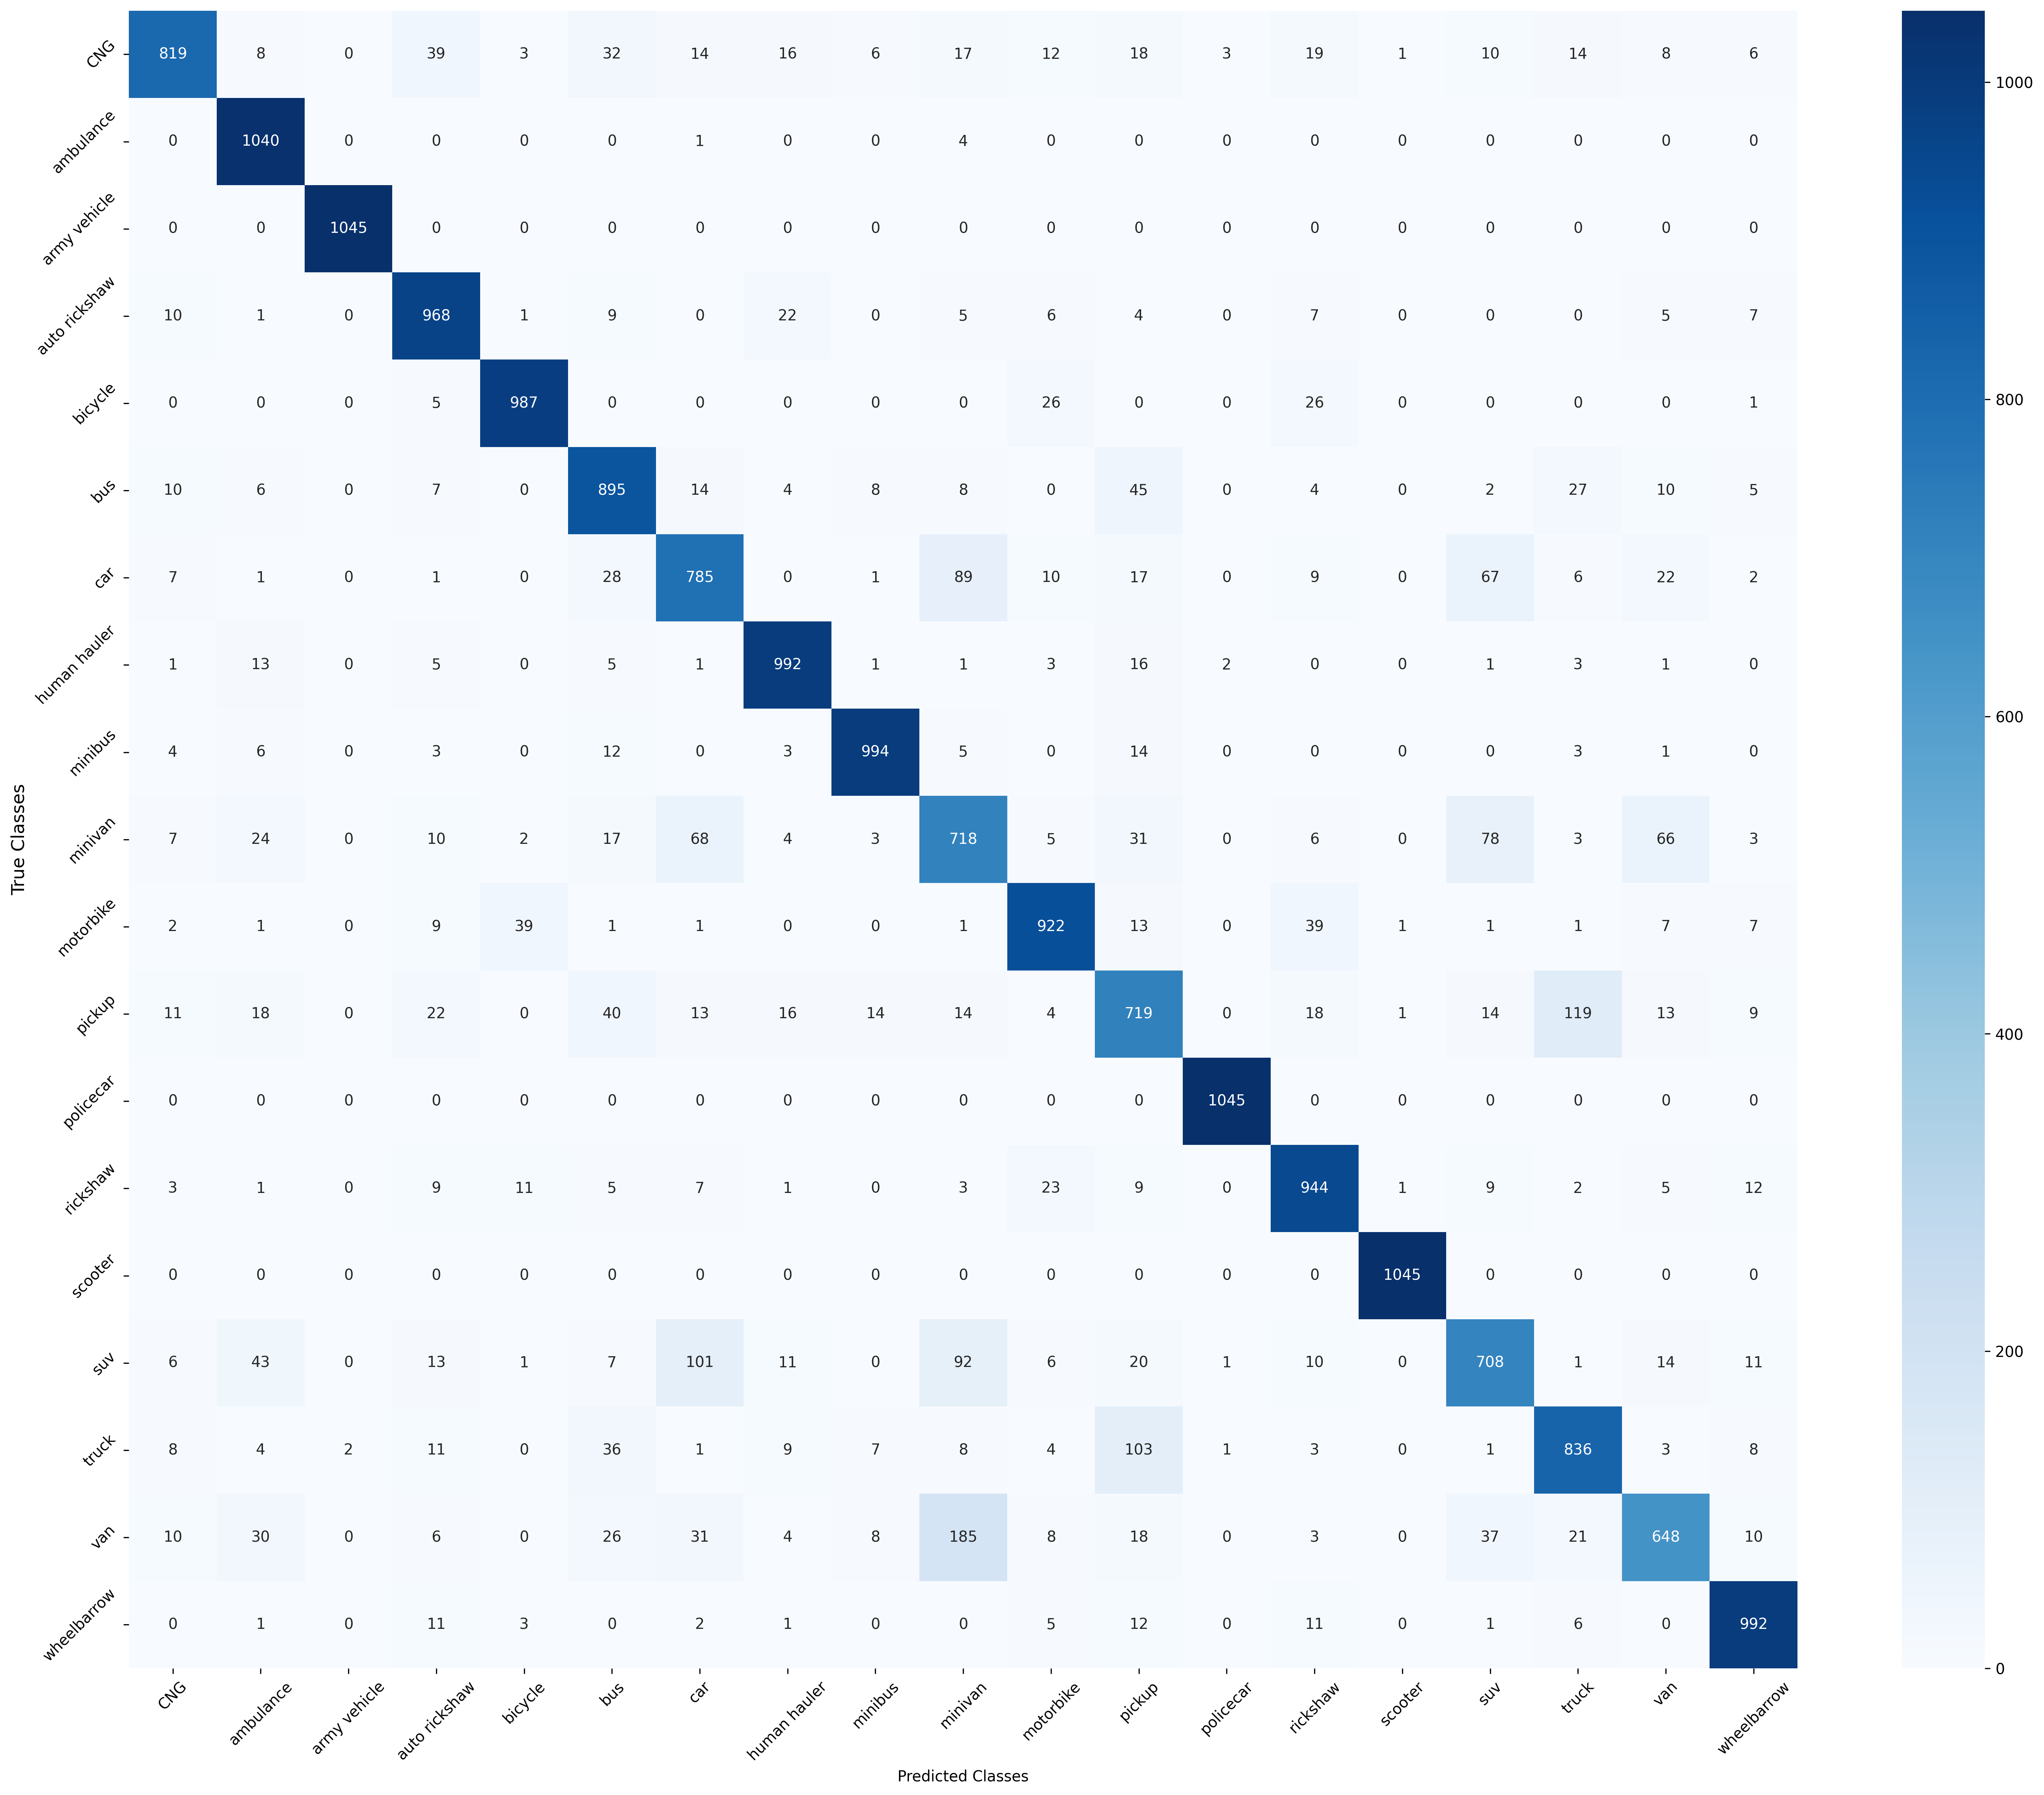 CNG 819 8 0 39 3 32 14 16 6 17 12 18 3 19 1 10 14 8 6
ambulance 0 1040 0 0 0 0 1 0 0 4 0 0 0 0 0 0 0 0 0
army vehicle 0 0 1045 0 0 0 0 0 0 0 0 0 0 0 0 0 0 0 0
auto rickshaw 10 1 0 968 1 9 0 22 0 5 6 4 0 7 0 0 0 5 7
bicycle 0 0 0 5 987 0 0 0 0 0 26 0 0 26 0 0 0 0 1
bus 10 6 0 7 0 895 14 4 8 8 0 45 0 4 0 2 27 10 5
car 7 1 0 1 0 28 785 0 1 89 10 17 0 9 0 67 6 22 2
human hauler 1 13 0 5 0 5 1 992 1 1 3 16 2 0 0 1 3 1 0
minibus 4 6 0 3 0 12 0 3 994 5 0 14 0 0 0 0 3 1 0
minivan 7 24 0 10 2 17 68 4 3 718 5 31 0 6 0 78 3 66 3
motorbike 2 1 0 9 39 1 1 0 0 1 922 13 0 39 1 1 1 7 7
pickup 11 18 0 22 0 40 13 16 14 14 4 719 0 18 1 14 119 13 9
policecar 0 0 0 0 0 0 0 0 0 0 0 0 1045 0 0 0 0 0 0
rickshaw 3 1 0 9 11 5 7 1 0 3 23 9 0 944 1 9 2 5 12
scooter 0 0 0 0 0 0 0 0 0 0 0 0 0 0 1045 0 0 0 0
suv 6 43 0 13 1 7 101 11 0 92 6 20 1 10 0 708 1 14 11
truck 8 4 2 11 0 36 1 9 7 8 4 103 1 3 0 1 836 3 8
van 10 30 0 6 0 26 31 4 8 185 8 18 0 3 0 37 21 648 10
wheelbarrow 0 1 0 11 3 0 2 1 0 0 5 12 0 11 0 1 6 0 992
CNG ambulance army vehicle auto rickshaw bicycle bus car human hauler minibus minivan motorbike pickup policecar rickshaw scooter suv truck van wheelbarrow
Predicted Classes
True Classes
1000
800
600
400
200
0